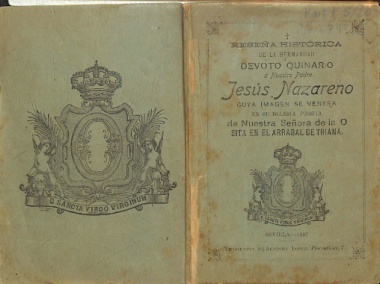 O SANCTA VIRGO VIRGINUM
RESEÑA HISTÓRICA
DE LA HERMANDAD
DEVOTO QUINARIO
á Nuestro Padre
Jesús Nazareno
CUYA IMAGEN SE VENERA
EN SU IGLESIA PROPIA
de Nuestra Señora de la O
SITA EN EL ARRABAL DE TRIANA.
SEVILLA